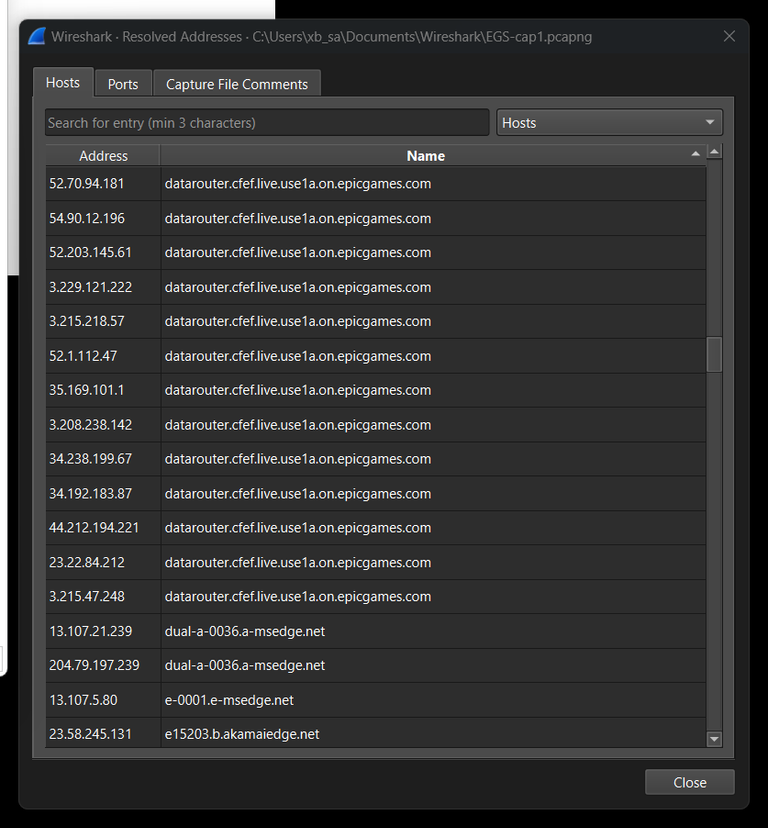 Wireshark · Resolved Addresses · C:\Users\xb_sa\Documents\Wireshark\EGS-cap1.pcapng
Hosts Ports Capture File Comments
Search for entry (min 3 characters) Hosts
Address Name
52.70.94.181 datarouter.cfef.live.use1a.on.epicgames.com
54.90.12.196 datarouter.cfef.live.use1a.on.epicgames.com
52.203.145.61 datarouter.cfef.live.use1a.on.epicgames.com
3.229.121.222 datarouter.cfef.live.use1a.on.epicgames.com
3.215.218.57 datarouter.cfef.live.use1a.on.epicgames.com
52.1.112.47 datarouter.cfef.live.use1a.on.epicgames.com
35.169.101.1 datarouter.cfef.live.use1a.on.epicgames.com
3.208.238.142 datarouter.cfef.live.use1a.on.epicgames.com
34.238.199.67 datarouter.cfef.live.use1a.on.epicgames.com
34.192.183.87 datarouter.cfef.live.use1a.on.epicgames.com
44.212.194.221 datarouter.cfef.live.use1a.on.epicgames.com
23.22.84.212 datarouter.cfef.live.use1a.on.epicgames.com
3.215.47.248 datarouter.cfef.live.use1a.on.epicgames.com
13.107.21.239 dual-a-0036.a-msedge.net
204.79.197.239 dual-a-0036.a-msedge.net
13.107.5.80 e-0001.e-msedge.net
23.58.245.131 e15203.b.akamaiedge.net
Close